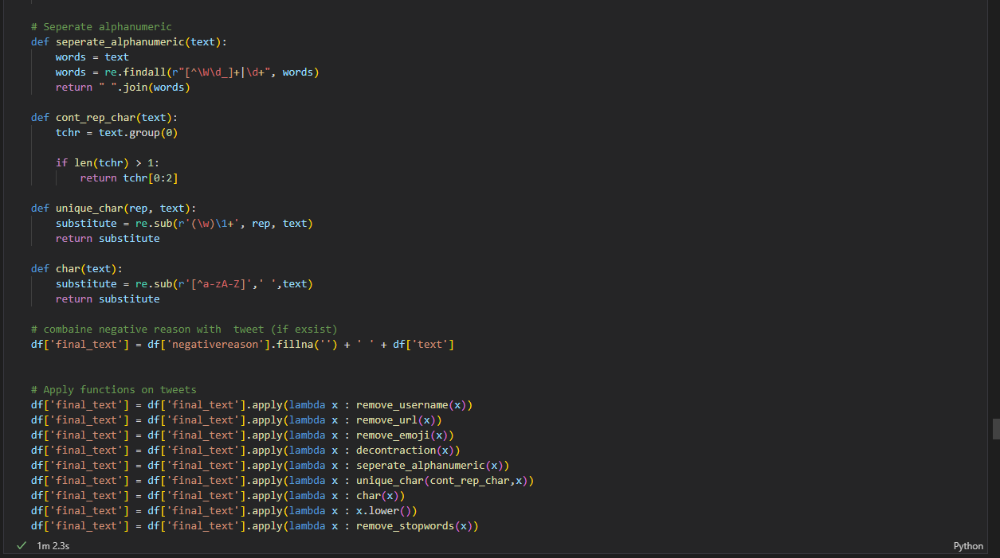 # Seperate alphanumeric
def seperate_alphanumeric(text):
    words = text
    words = re.findall(r"[^\W\d_]+|\d+", words)
    return " ".join(words)

def cont_rep_char(text):
    tchr = text.group(0)

    if len(tchr) > 1:
        return tchr[0:2]

def unique_char(rep, text):
    substitute = re.sub(r'(\w)\1+', rep, text)
    return substitute

def char(text):
    substitute = re.sub(r'[^a-zA-Z]',' ',text)
    return substitute

# combaine negative reason with  tweet (if exsist)
df['final_text'] = df['negativereason'].fillna('') + ' ' + df['text']


# Apply functions on tweets
df['final_text'] = df['final_text'].apply(lambda x : remove_username(x))
df['final_text'] = df['final_text'].apply(lambda x : remove_url(x))
df['final_text'] = df['final_text'].apply(lambda x : remove_emoji(x))
df['final_text'] = df['final_text'].apply(lambda x : decontraction(x))
df['final_text'] = df['final_text'].apply(lambda x : seperate_alphanumeric(x))
df['final_text'] = df['final_text'].apply(lambda x : unique_char(cont_rep_char,x))
df['final_text'] = df['final_text'].apply(lambda x : char(x))
df['final_text'] = df['final_text'].apply(lambda x : x.lower())
df['final_text'] = df['final_text'].apply(lambda x : remove_stopwords(x))
✓ 1m 2.3s Python